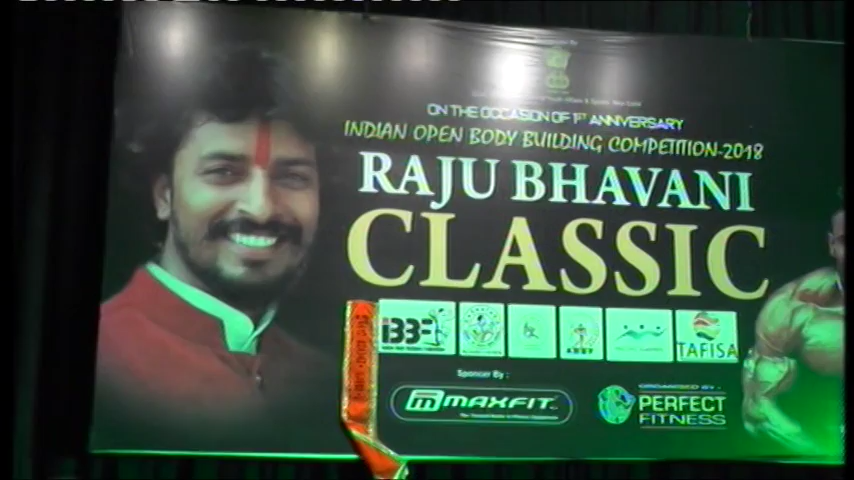 ON THE OCCASION OF 1ST ANNIVERSARY
INDIAN OPEN BODY BUILDING COMPETITION-2018
RAJU BHAVANI
CLASSIC
IBBF
TAFISA
Sponcer By :
MAXFIT
ORGANISED BY :
PERFECT
FITNESS